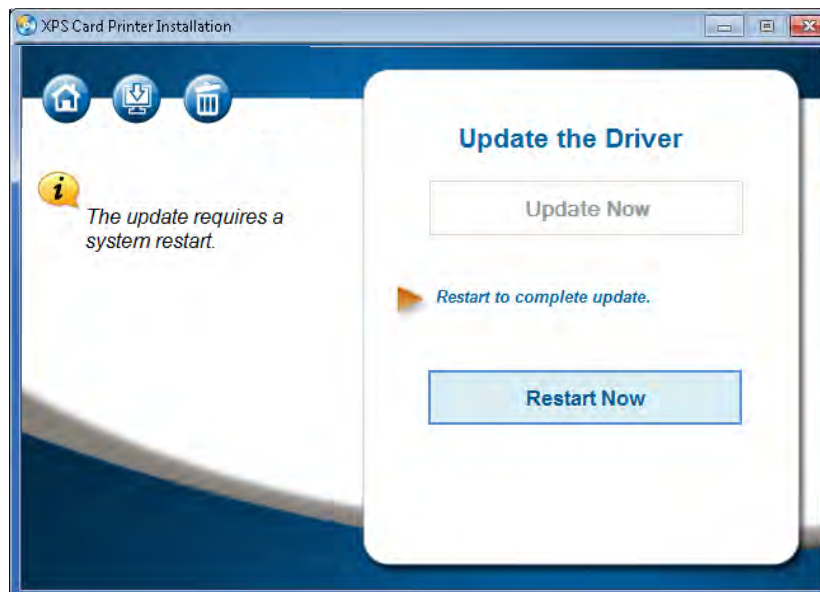 XPS Card Printer Installation
Update the Driver
i
The update requires a
system restart.
Update Now
Restart to complete update.
Restart Now